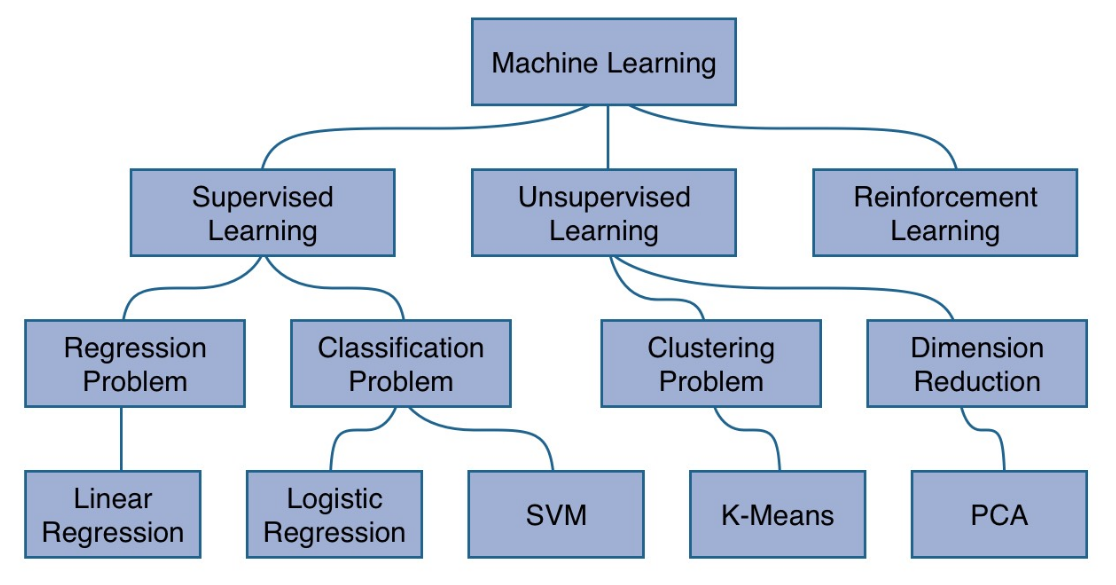 Machine Learning
Supervised
Learning
Unsupervised
Learning
Reinforcement
Learning
Regression
Problem
Classification
Problem
Clustering
Problem
Dimension
Reduction
Linear
Regression
Logistic
Regression
SVM
K-Means
PCA